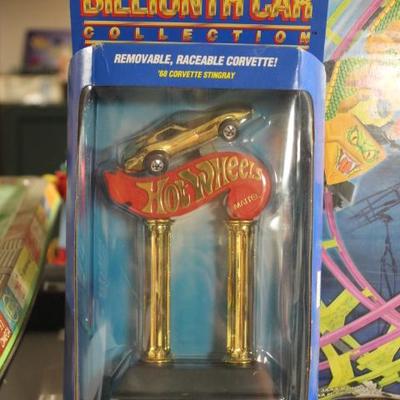 BILLIONTH CAR
COLLECTION
REMOVABLE, RACEABLE CORVETTE!
'68 CORVETTE STINGRAY
HOT WHEELS
MATTEL